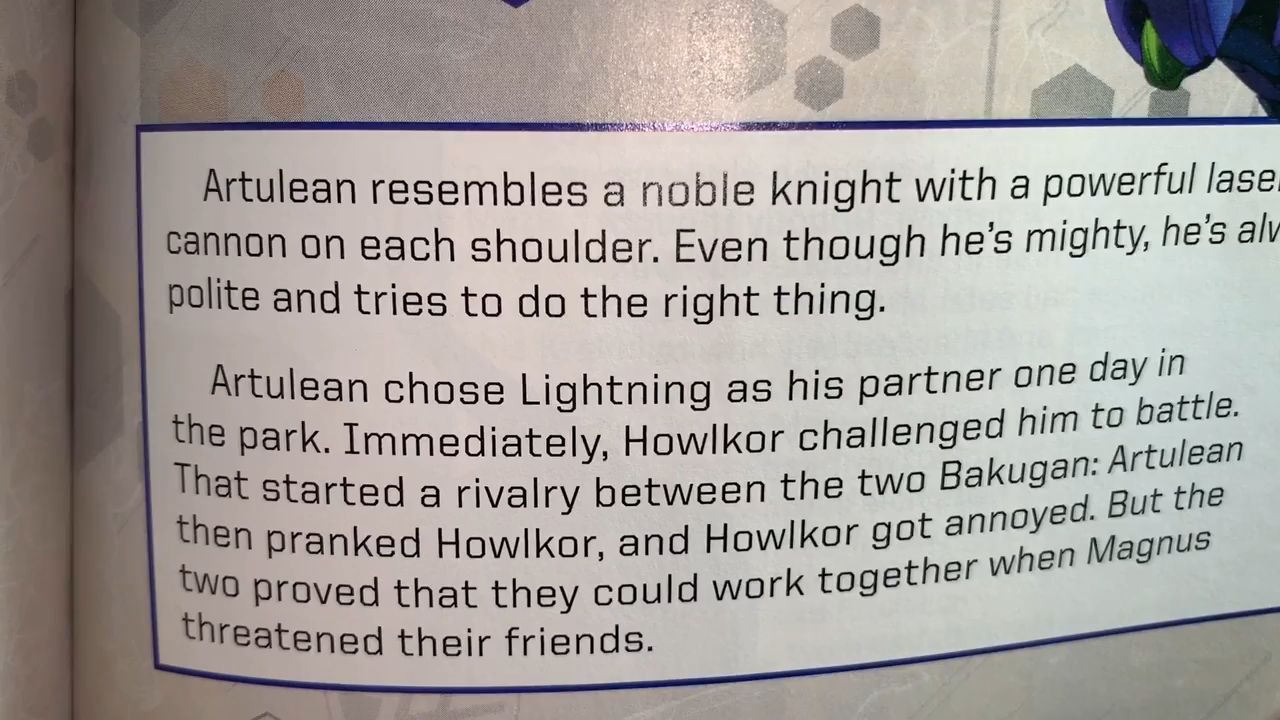 Artulean resembles a noble knight with a powerful
cannon on each shoulder. Even though he's mighty, he's
polite and tries to do the right thing.
Artulean chose Lightning as his partner one day in
the park. Immediately, Howlkor challenged him to battle.
That started a rivalry between the two Bakugan: Artulean
then pranked Howlkor, and Howlkor got annoyed. But the
two proved that they could work together when Magnus
threatened their friends.